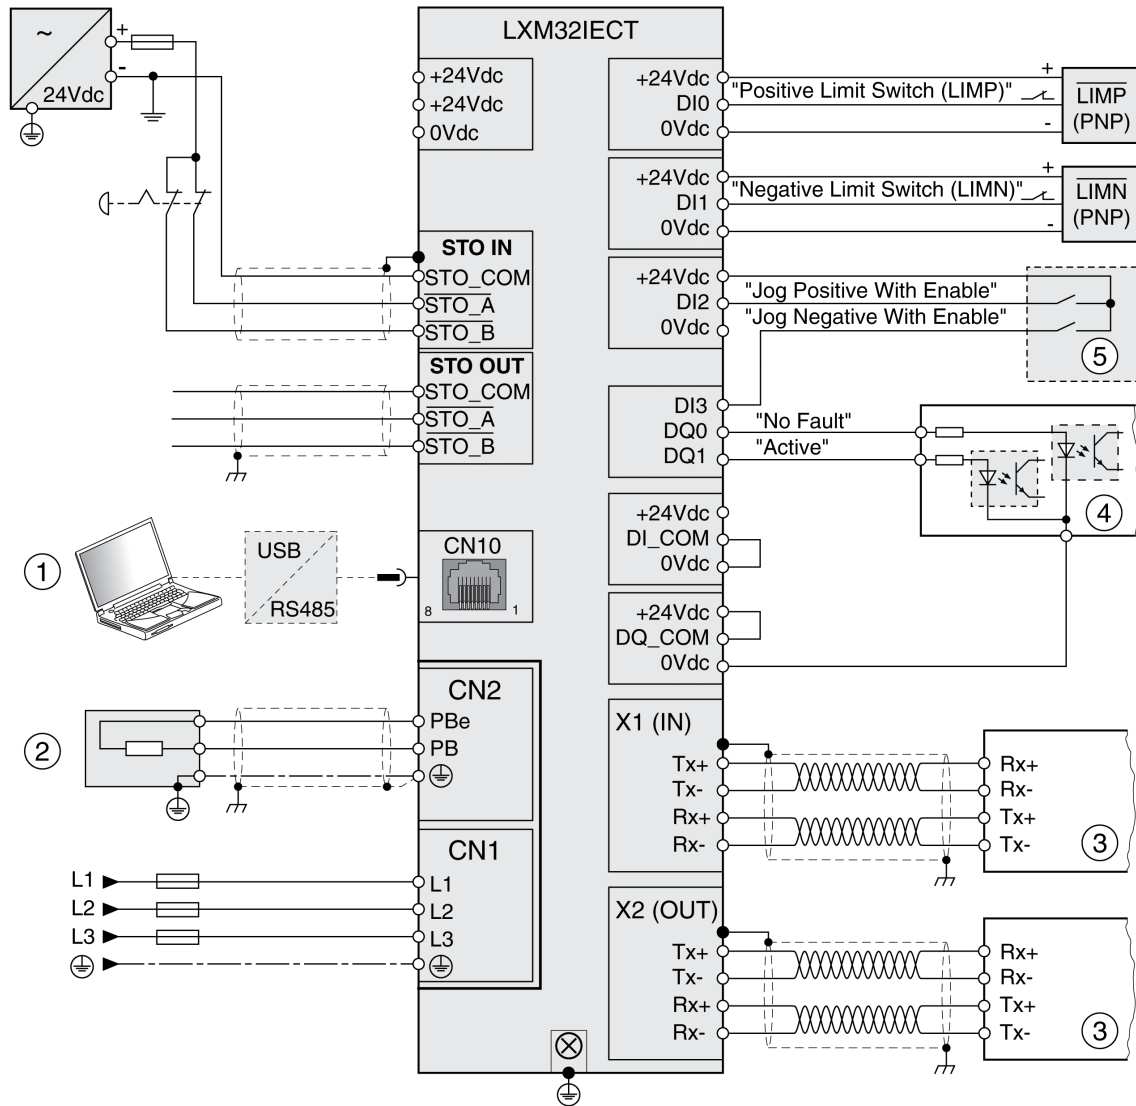 LXM32IECT
~
24Vdc
+
-
+24Vdc
+24Vdc
0Vdc
STO IN
STO_COM
STO_A
STO_B
STO OUT
STO_COM
STO_A
STO_B
1
USB
RS485
CN10
8
1
2
CN2
PBe
PB
CN1
L1
L2
L3
L1
L2
L3
+24Vdc
DI0
0Vdc
"Positive Limit Switch (LIMP)"
+
-
LIMP
(PNP)
+24Vdc
DI1
0Vdc
"Negative Limit Switch (LIMN)"
+
-
LIMN
(PNP)
+24Vdc
DI2
0Vdc
"Jog Positive With Enable"
"Jog Negative With Enable"
5
DI3
DQ0
DQ1
"No Fault"
"Active"
4
+24Vdc
DI_COM
0Vdc
+24Vdc
DQ_COM
0Vdc
X1 (IN)
Tx+
Tx-
Rx+
Rx-
Rx+
Rx-
Tx+
Tx-
3
X2 (OUT)
Tx+
Tx-
Rx+
Rx-
Rx+
Rx-
Tx+
Tx-
3